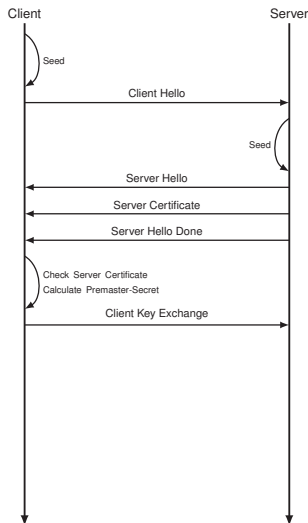 Client Server
Seed
Client Hello
Seed
Server Hello
Server Certificate
Server Hello Done
Check Server Certificate
Calculate Premaster-Secret
Client Key Exchange